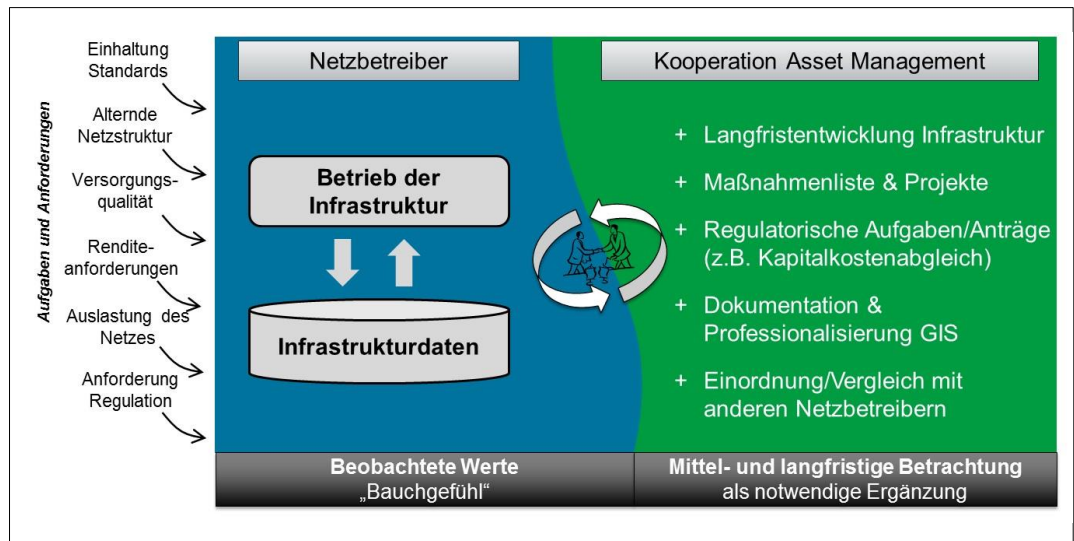 Aufgaben und Anforderungen
Einhaltung
Standards
Alternde
Netzstruktur
Versorgungs-
qualität
Rendite-
anforderungen
Auslastung des
Netzes
Anforderung
Regulation
Netzbetreiber
Betrieb der
Infrastruktur
Infrastrukturdaten
Beobachtete Werte
„Bauchgefühl“
Kooperation Asset Management
+ Langfristentwicklung Infrastruktur
+ Maßnahmenliste & Projekte
+ Regulatorische Aufgaben/Anträge
(z.B. Kapitalkostenabgleich)
+ Dokumentation &
Professionalisierung GIS
+ Einordnung/Vergleich mit
anderen Netzbetreibern
Mittel- und langfristige Betrachtung
als notwendige Ergänzung